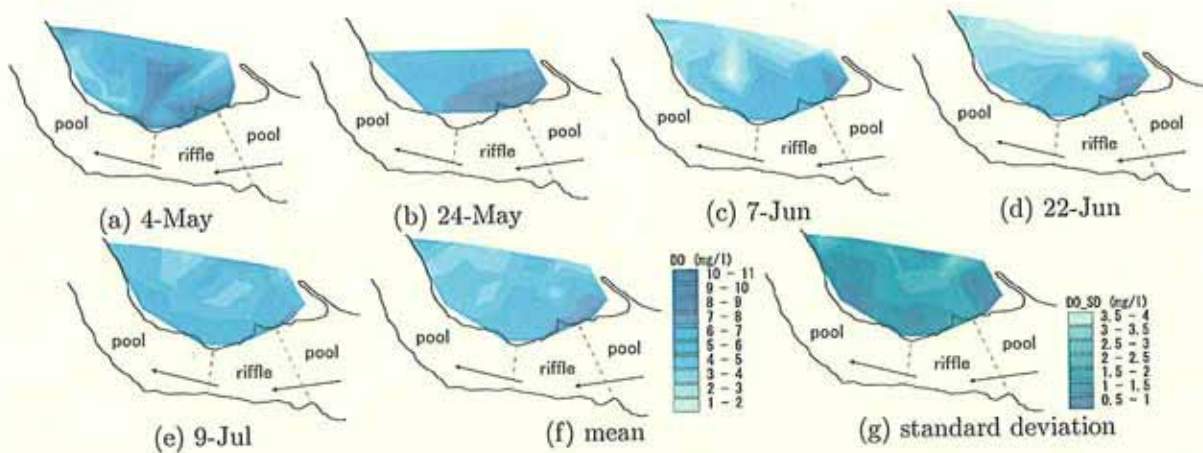 pool
riffle
pool
(a) 4-May
pool
riffle
pool
(b) 24-May
pool
riffle
pool
(c) 7-Jun
pool
riffle
pool
(d) 22-Jun
pool
riffle
pool
(e) 9-Jul
pool
riffle
pool
(f) mean
DO (mg/l)
10 - 11
9 - 10
8 - 9
7 - 8
6 - 7
5 - 6
4 - 5
3 - 4
2 - 3
1 - 2
pool
riffle
pool
(g) standard deviation
DO_SD (mg/l)
3.5 - 4
3 - 3.5
2.5 - 3
2 - 2.5
1.5 - 2
1 - 1.5
0.5 ~ 1